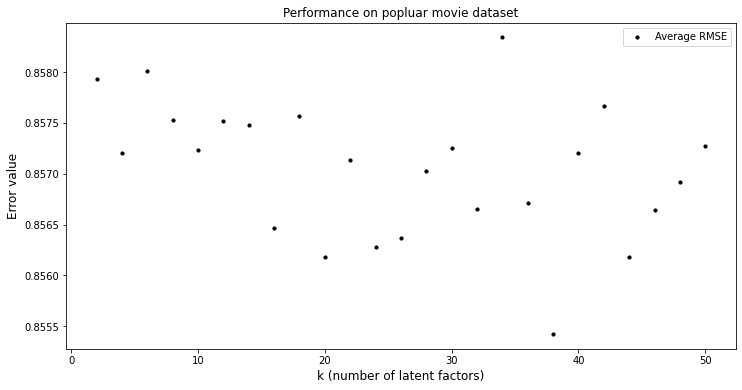 Performance on popluar movie dataset
Average RMSE
Error value
0.8580
0.8575
0.8570
0.8565
0.8560
0.8555
0 10 20 30 40 50
k (number of latent factors)